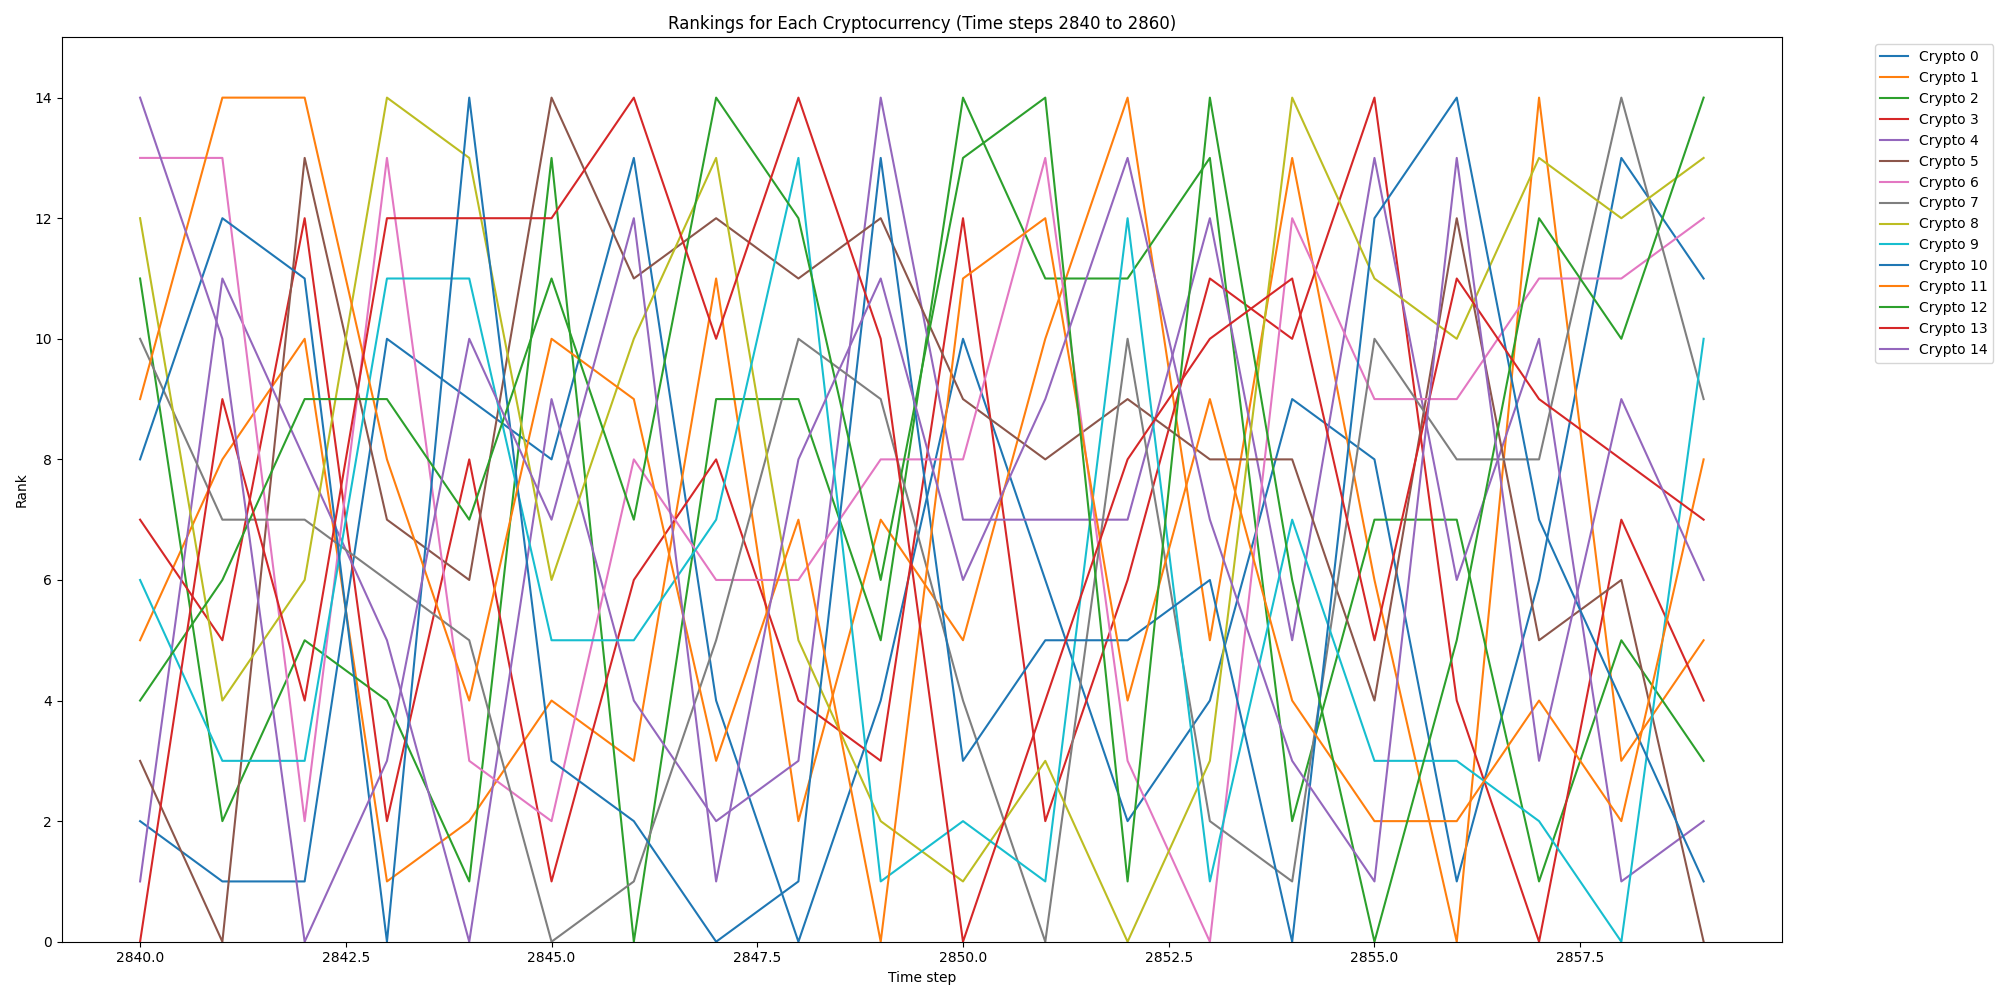 Rankings for Each Cryptocurrency (Time steps 2840 to 2860)
Rank
14
12
10
8
6
4
2
0
2840.0 2842.5 2845.0 2847.5 2850.0 2852.5 2855.0 2857.5
Time step
Crypto 0
Crypto 1
Crypto 2
Crypto 3
Crypto 4
Crypto 5
Crypto 6
Crypto 7
Crypto 8
Crypto 9
Crypto 10
Crypto 11
Crypto 12
Crypto 13
Crypto 14